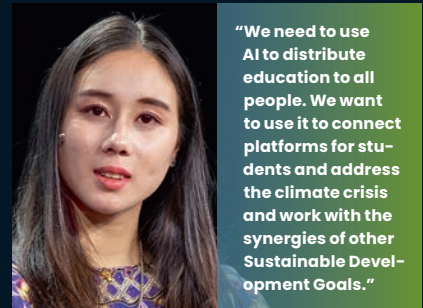 “We need to use
AI to distribute
education to all
people. We want
to use it to connect
platforms for stu-
dents and address
the climate crisis
and work with the
synergies of other
Sustainable Devel-
opment Goals.”